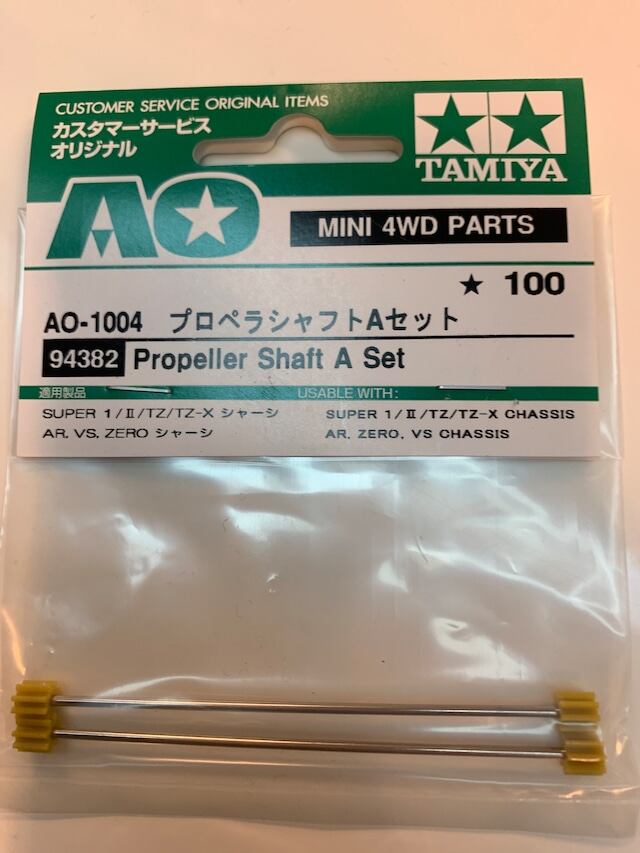 CUSTOMER SERVICE ORIGINAL ITEMS
カスタマーサービス
オリジナル
TAMIYA
AO
MINI 4WD PARTS
★ 100
AO-1004 プロペラシャフトAセット
94382 Propeller Shaft A Set
適用製品 USABLE WITH:
SUPER 1/Ⅱ/TZ/TZ-X シャーシ SUPER 1/Ⅱ/TZ/TZ-X CHASSIS
AR. VS. ZERO シャーシ AR. ZERO, VS CHASSIS